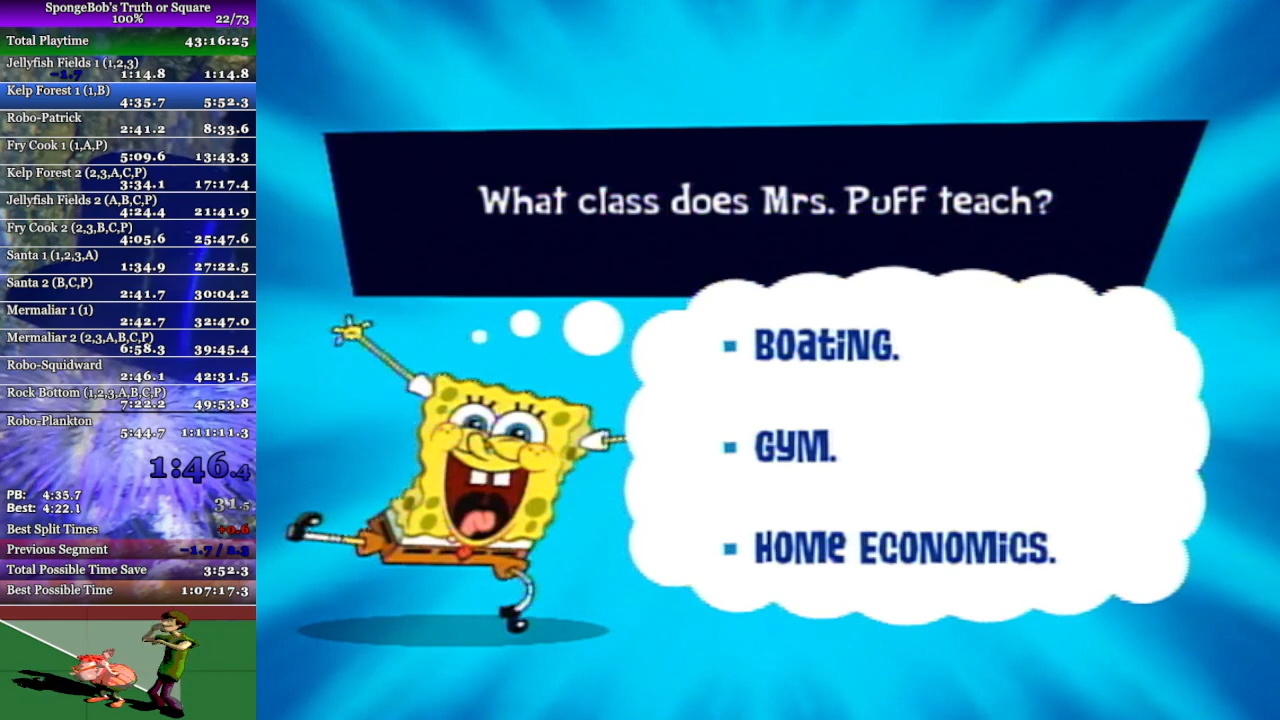 SpongeBob's Truth or Square
100% 22/73
Total Playtime 43:16:25
Jellyfish Fields 1 (1,2,3)
-1.7 1:14.8 1:14.8
Kelp Forest 1 (1,B)
4:35.7 5:52.3
Robo-Patrick
2:41.2 8:33.6
Fry Cook 1 (1,A,P)
5:09.6 13:43.3
Kelp Forest 2 (2,3,A,C,P)
3:34.1 17:17.4
Jellyfish Fields 2 (A,B,C,P)
4:24.4 21:41.9
Fry Cook 2 (2,3,B,C,P)
4:05.6 25:47.6
Santa 1 (1,2,3,A)
1:34.9 27:22.5
Santa 2 (B,C,P)
2:41.7 30:04.2
Mermaliar 1 (1)
2:42.7 32:47.0
Mermaliar 2 (2,3,A,B,C,P)
6:58.3 39:45.4
Robo-Squidward
2:46.1 42:31.5
Rock Bottom (1,2,3,A,B,C,P)
7:22.2 49:53.8
Robo-Plankton
5:44.7 1:11:11.3
1:46.4
PB: 4:35.7
Best: 4:22.1 31.5
Best Split Times +0.6
Previous Segment -1.7 / 2.3
Total Possible Time Save 3:52.3
Best Possible Time 1:07:17.3
What class does Mrs. Puff teach?
▪ Boating.
▪ Gym.
▪ Home Economics.